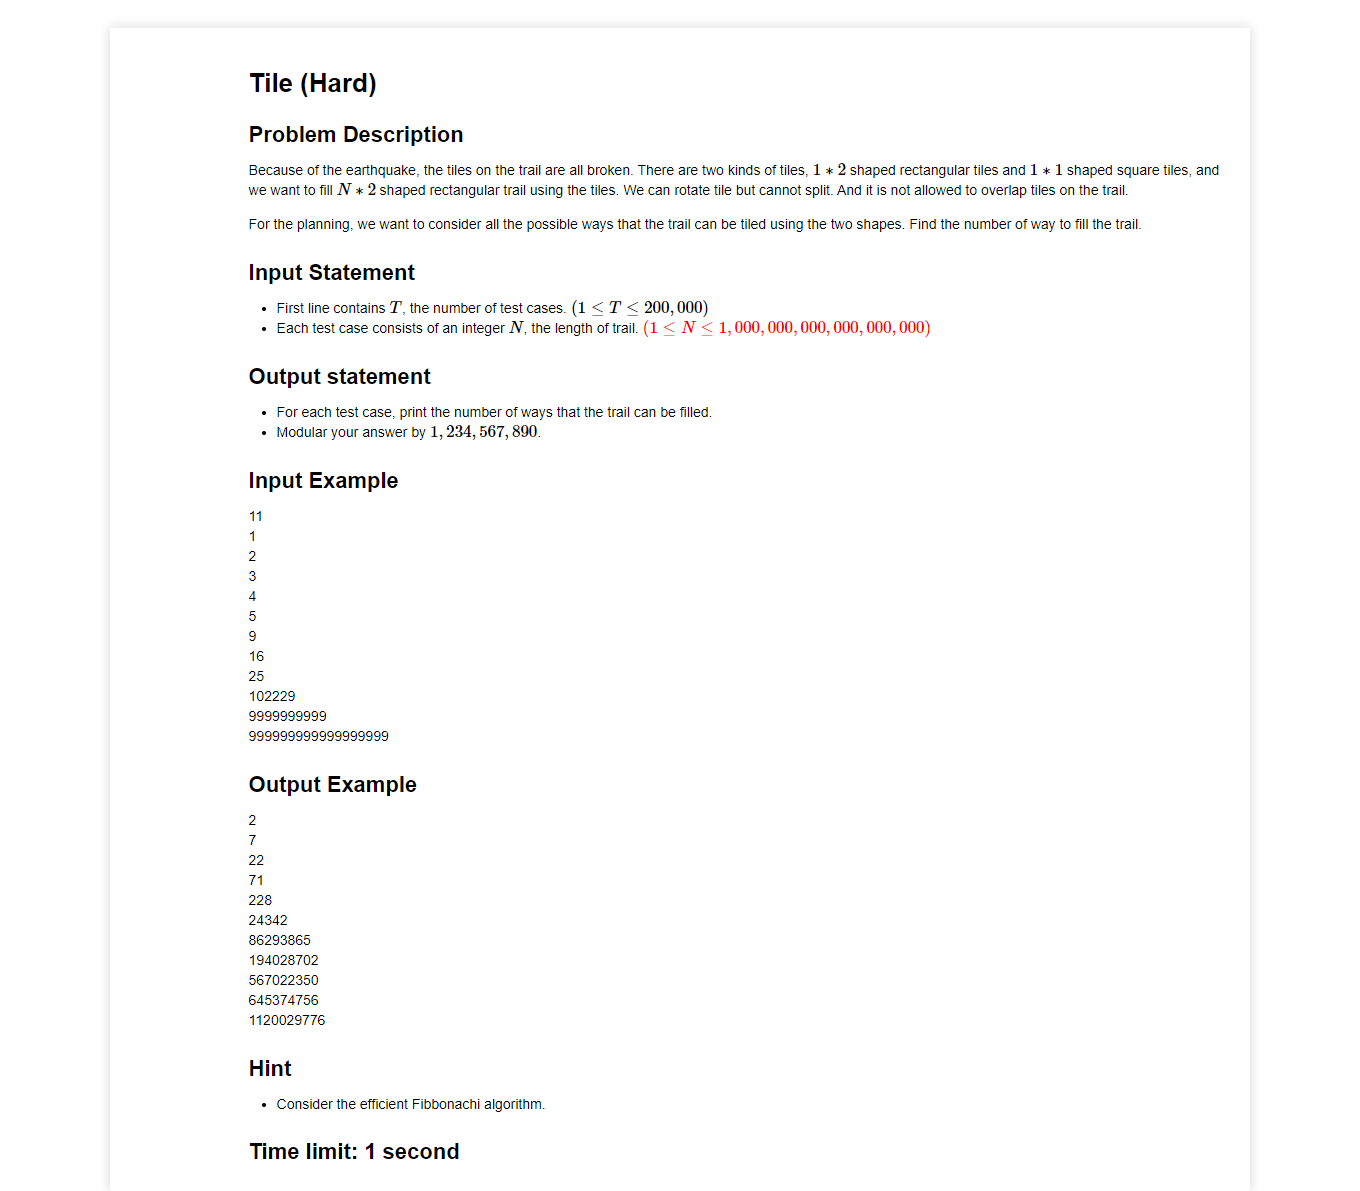 Tile (Hard)
Problem Description
Because of the earthquake, the tiles on the trail are all broken. There are two kinds of tiles, 1 ∗ 2 shaped rectangular tiles and 1 ∗ 1 shaped square tiles, and
we want to fill N ∗ 2 shaped rectangular trail using the tiles. We can rotate tile but cannot split. And it is not allowed to overlap tiles on the trail.
For the planning, we want to consider all the possible ways that the trail can be tiled using the two shapes. Find the number of way to fill the trail.
Input Statement
• First line contains T, the number of test cases. (1 ≤ T ≤ 200,000)
• Each test case consists of an integer N, the length of trail. (1 ≤ N ≤ 1,000,000,000,000,000,000)
Output statement
• For each test case, print the number of ways that the trail can be filled.
• Modular your answer by 1,234,567,890.
Input Example
11
1
2
3
4
5
9
16
25
102229
9999999999
999999999999999999
Output Example
2
7
22
71
228
24342
86293865
194028702
567022350
645374756
1120029776
Hint
• Consider the efficient Fibbonachi algorithm.
Time limit: 1 second